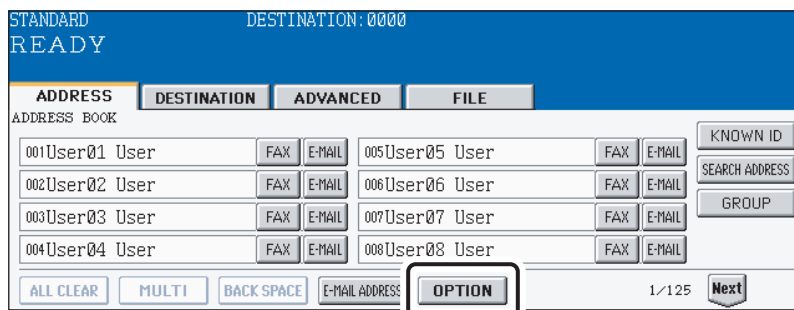 STANDARD DESTINATION:0000
READY
ADDRESS DESTINATION ADVANCED FILE
ADDRESS BOOK
001User01 User FAX E-MAIL 005User05 User FAX E-MAIL KNOWN ID
002User02 User FAX E-MAIL 006User06 User FAX E-MAIL SEARCH ADDRESS
003User03 User FAX E-MAIL 007User07 User FAX E-MAIL GROUP
004User04 User FAX E-MAIL 008User08 User FAX E-MAIL
ALL CLEAR MULTI BACK SPACE E-MAIL ADDRESS OPTION 1/125 Next